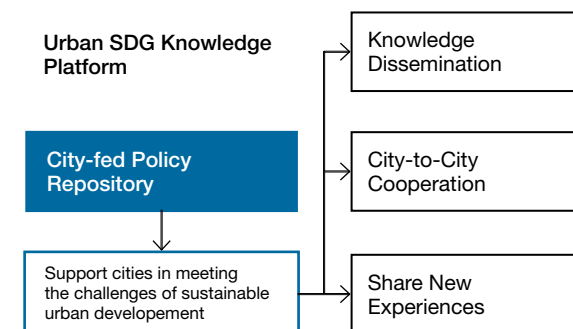 Urban SDG Knowledge
Platform
City-fed Policy
Repository
Support cities in meeting
the challenges of sustainable
urban developement
Knowledge
Dissemination
City-to-City
Cooperation
Share New
Experiences